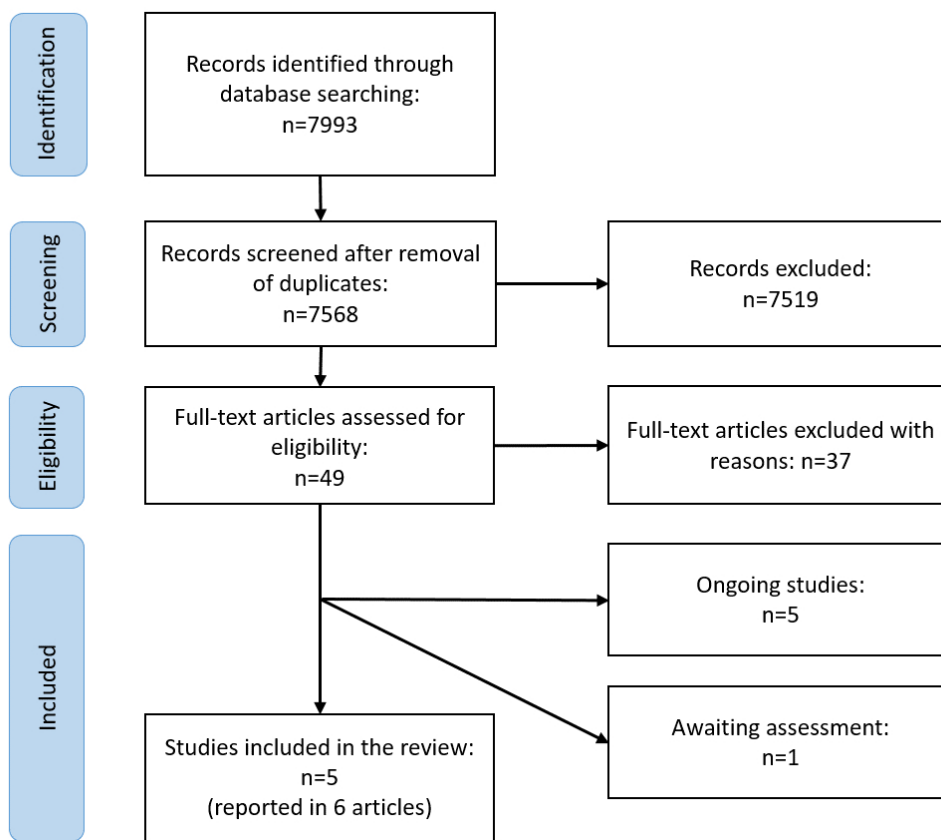 Identification
Records identified through
database searching:
n=7993
Screening
Records screened after removal
of duplicates:
n=7568
Records excluded:
n=7519
Eligibility
Full-text articles assessed for
eligibility:
n=49
Full-text articles excluded with
reasons: n=37
Included
Ongoing studies:
n=5
Awaiting assessment:
n=1
Studies included in the review:
n=5
(reported in 6 articles)